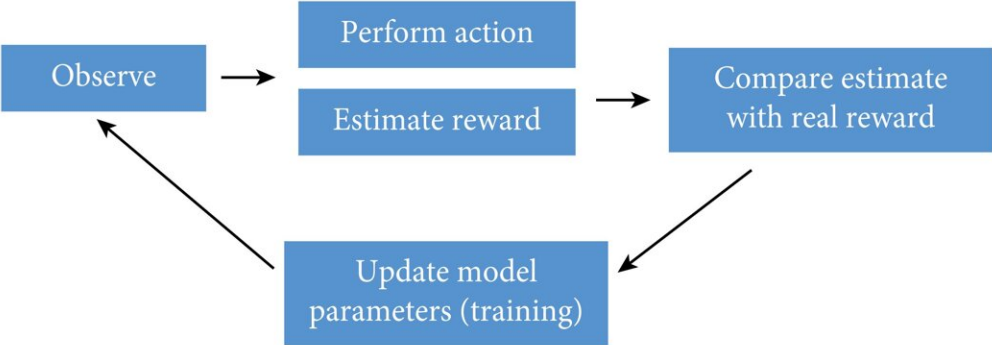 Observe
Perform action
Estimate reward
Compare estimate
with real reward
Update model
parameters (training)